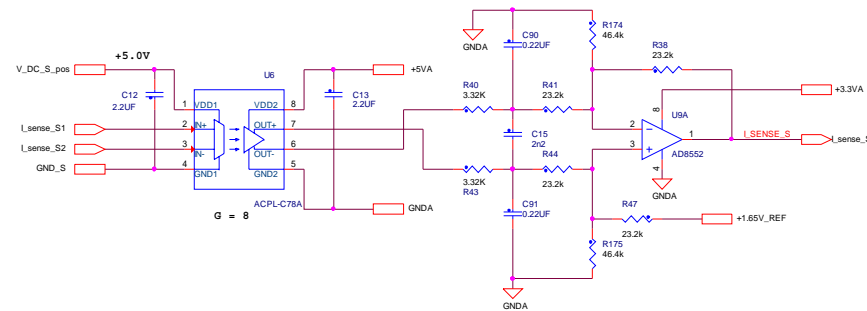 +5.0V
V_DC_S_pos
C12
2.2UF
U6
1
VDD1
VDD2
8
2
IN+
OUT+
7
3
IN-
OUT-
6
4
GND1
GND2
5
ACPL-C78A
G = 8
I_sense_S1
I_sense_S2
GND_S
+5VA
C13
2.2UF
GNDA
GNDA
C90
0.22UF
R174
46.4k
R38
23.2k
R40
3.32K
R41
23.2k
C15
2n2
R44
23.2k
3.32K
R43
C91
0.22UF
R175
46.4k
GNDA
R47
23.2k
+1.65V_REF
+3.3VA
U9A
AD8552
2
3
8
1
4
GNDA
I_SENSE_S
I_sense_S